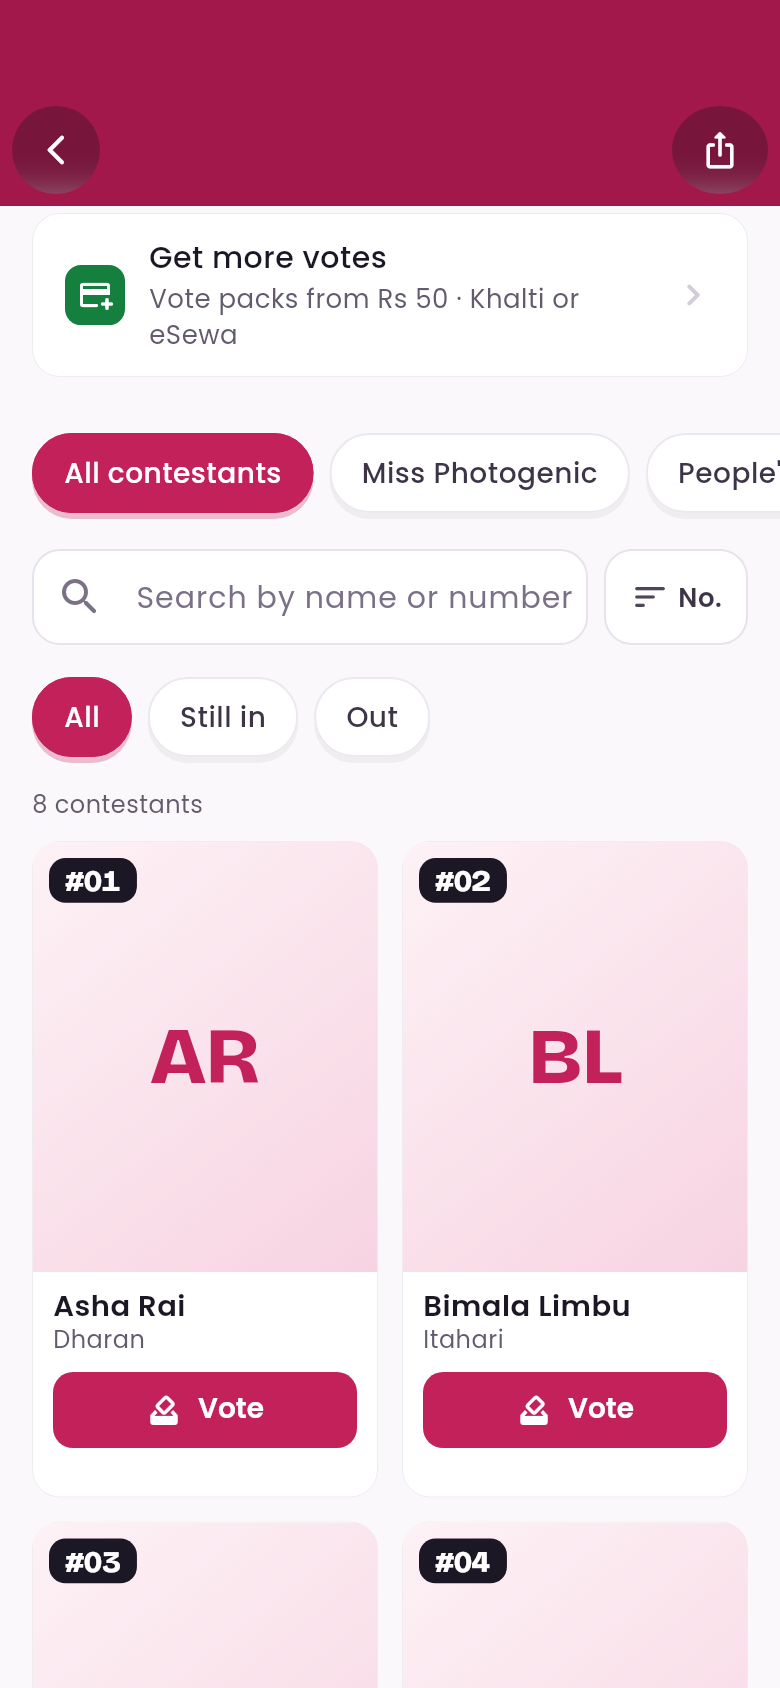 Get more votes
Vote packs from Rs 50 · Khalti or
eSewa
All contestants
Miss Photogenic
People'
Search by name or number
No.
All
Still in
Out
8 contestants
#01
#02
AR
BL
Asha Rai
Bimala Limbu
Dharan
Itahari
Vote
Vote
#03
#04